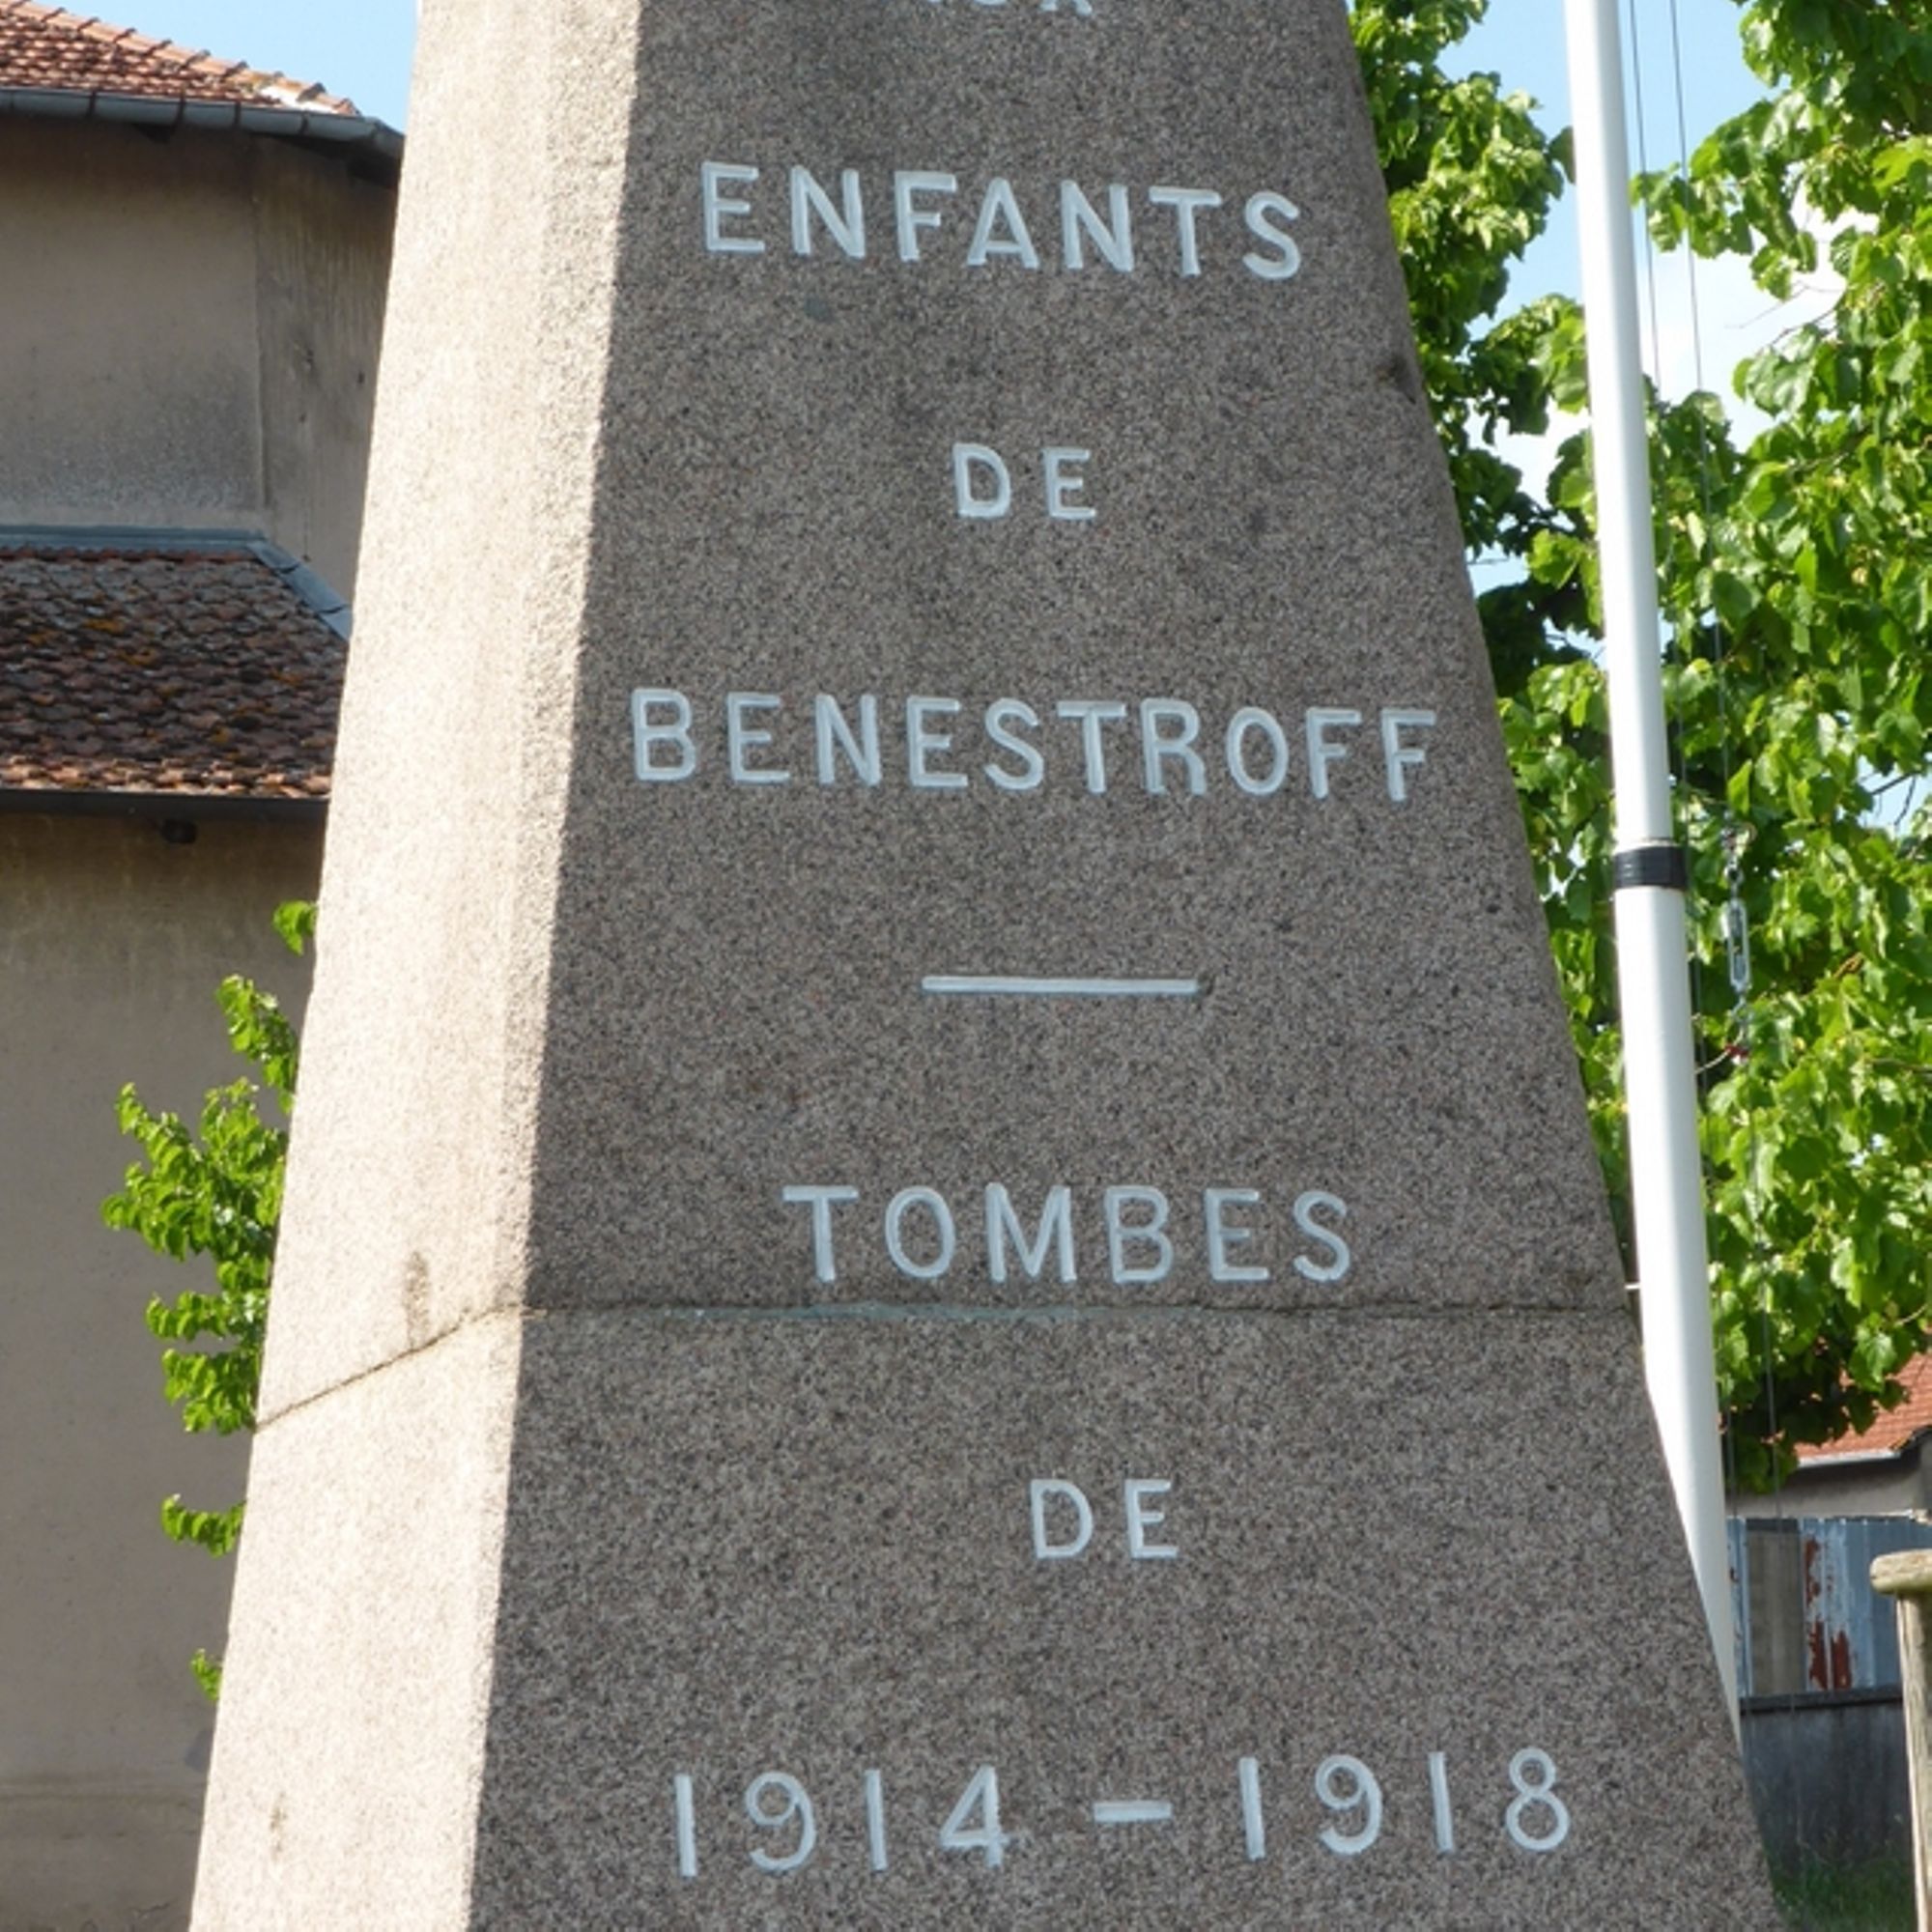 ENFANTS
DE
BENESTROFF
TOMBES
DE
1914-1918